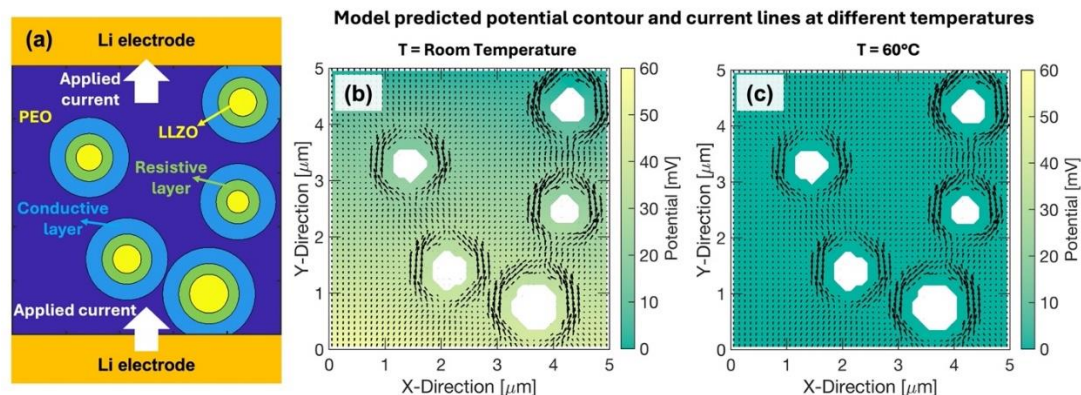 Model predicted potential contour and current lines at different temperatures
(a)
Li electrode
Applied
current
PEO
LLZO
Resistive
layer
Conductive
layer
Applied current
Li electrode
T = Room Temperature
(b)
5
4
3
2
1
0
Y-Direction [μm]
0 1 2 3 4 5
X-Direction [μm]
60
50
40
30
20
10
0
Potential [mV]
T = 60°C
(c)
5
4
3
2
1
0
Y-Direction [μm]
0 1 2 3 4 5
X-Direction [μm]
60
50
40
30
20
10
0
Potential [mV]